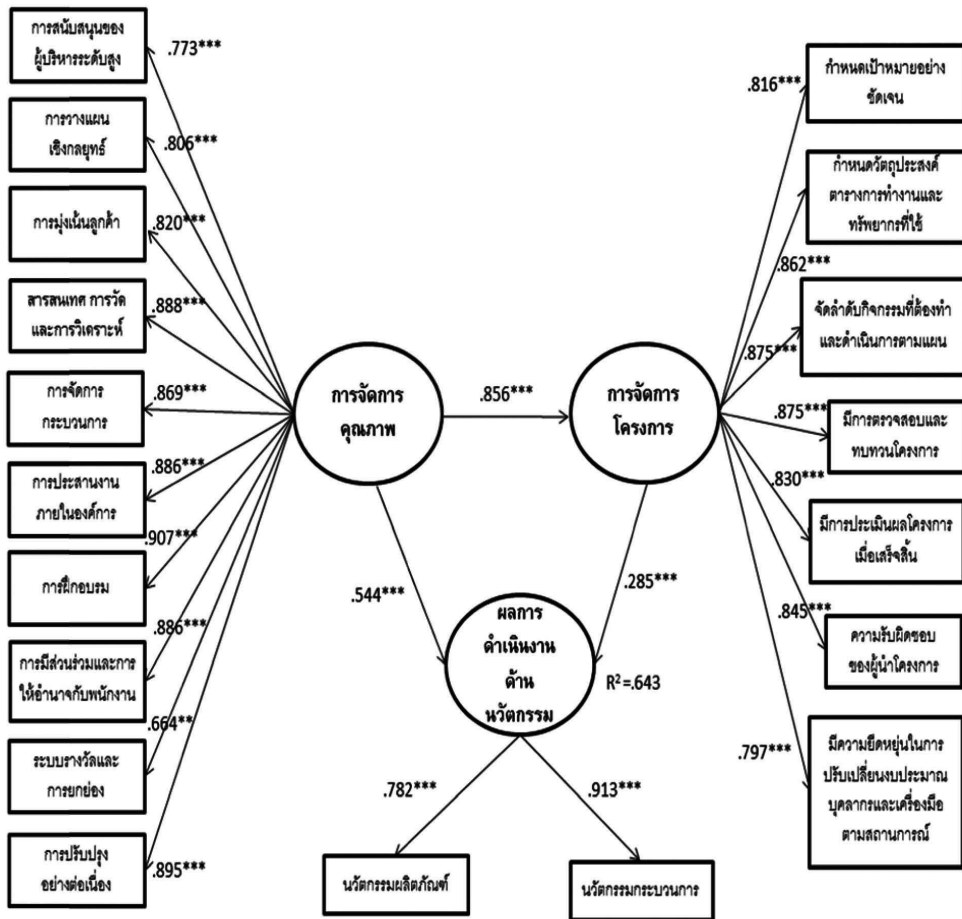 การสนับสนุนของ
ผู้บริหารระดับสูง
.773***
การวางแผน
เชิงกลยุทธ์
.806***
การมุ่งเน้นลูกค้า
.820***
สารสนเทศ การวัด
และการวิเคราะห์
.888***
การจัดการ
กระบวนการ
.869***
การประสานงาน
ภายในองค์การ
.886***
การฝึกอบรม
.907***
การมีส่วนร่วมและการ
ให้อำนาจกับพนักงาน
.886***
ระบบรางวัลและ
การยกย่อง
.664**
การปรับปรุง
อย่างต่อเนื่อง
.895***
การจัดการ
คุณภาพ
.856***
การจัดการ
โครงการ
.544***
.285***
ผลการ
ดำเนินงาน
ด้าน
นวัตกรรม
R²=.643
.782***
.913***
นวัตกรรมผลิตภัณฑ์
นวัตกรรมกระบวนการ
.816***
กำหนดเป้าหมายอย่าง
ชัดเจน
กำหนดวัตถุประสงค์
ตารางการทำงานและ
ทรัพยากรที่ใช้
.862***
จัดลำดับกิจกรรมที่ต้องทำ
และดำเนินการตามแผน
.875***
.875***
มีการตรวจสอบและ
ทบทวนโครงการ
.830***
มีการประเมินผลโครงการ
เมื่อเสร็จสิ้น
.845***
ความรับผิดชอบ
ของผู้นำโครงการ
.797***
มีความยืดหยุ่นในการ
ปรับเปลี่ยนงบประมาณ
บุคลากรและเครื่องมือ
ตามสถานการณ์